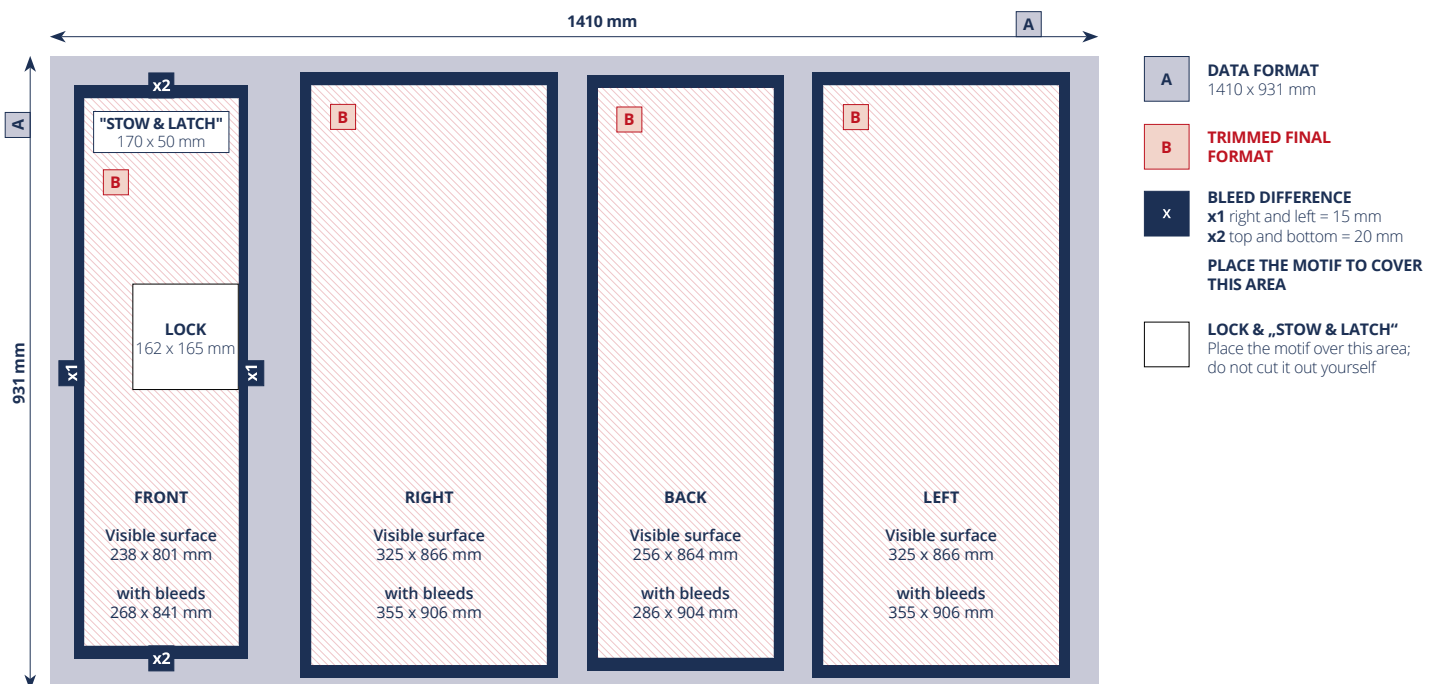 1410 mm
A
A
931 mm
x2
"STOW & LATCH"
170 x 50 mm
B
LOCK
162 x 165 mm
x1
x1
FRONT
Visible surface
238 x 801 mm
with bleeds
268 x 841 mm
x2
B
RIGHT
Visible surface
325 x 866 mm
with bleeds
355 x 906 mm
B
BACK
Visible surface
256 x 864 mm
with bleeds
286 x 904 mm
B
LEFT
Visible surface
325 x 866 mm
with bleeds
355 x 906 mm
A
DATA FORMAT
1410 x 931 mm
B
TRIMMED FINAL
FORMAT
X
BLEED DIFFERENCE
x1 right and left = 15 mm
x2 top and bottom = 20 mm
PLACE THE MOTIF TO COVER
THIS AREA
LOCK & „STOW & LATCH“
Place the motif over this area;
do not cut it out yourself